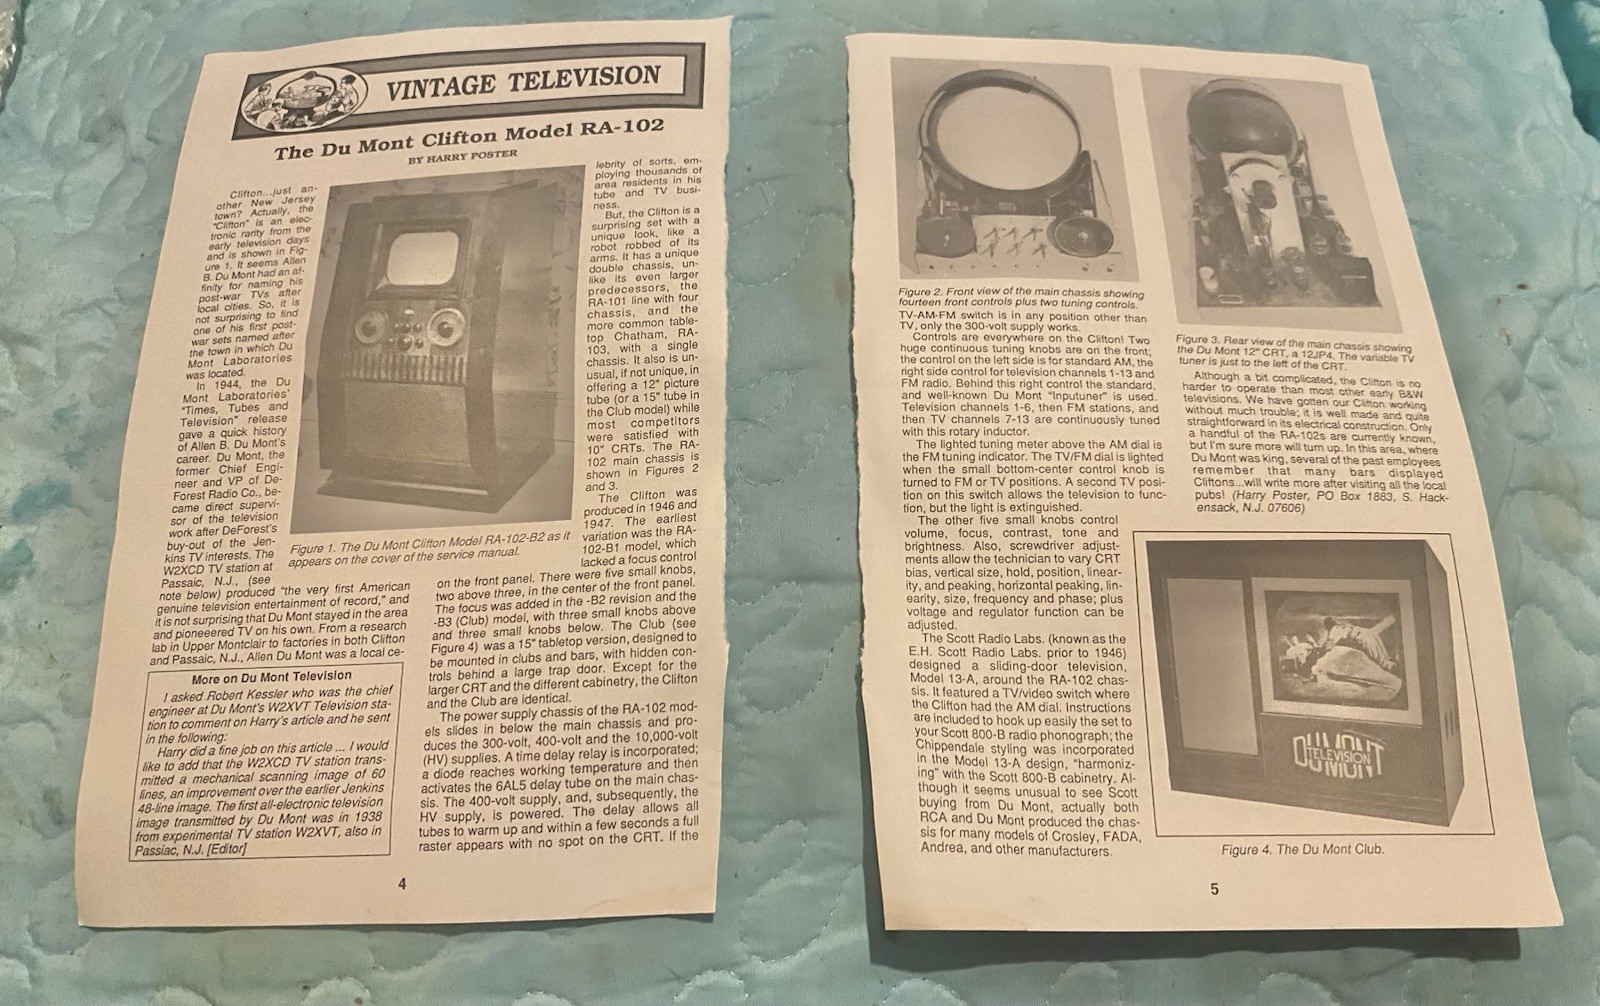 VINTAGE TELEVISION
The Du Mont Clifton Model RA-102
BY HARRY POSTER
Clifton...just an-
other New Jersey
town? Actually, the
"Clifton" is an elec-
tronic rarity from the
early television days
and is shown in Fig-
ure 1. It seems Allen
B. Du Mont had an af-
finity for naming his
post-war TVs after
local cities. So, it is
not surprising to find
one of his first post-
war sets named after
the town in which Du
Mont Laboratories
was located.
In 1944, the Du
Mont Laboratories'
"Times, Tubes and
Television" release
gave a quick history
of Allen B. Du Mont's
career. Du Mont, the
former Chief Engi-
neer and VP of De-
Forest Radio Co., be-
came direct supervi-
sor of the television
work after DeForest's
buy-out of the Jen-
kins TV interests. The
W2XCD TV station at
Passaic, N.J., (see
note below) produced "the very first American
genuine television entertainment of record," and
it is not surprising that Du Mont stayed in the area
and pioneeered TV on his own. From a research
lab in Upper Montclair to factories in both Clifton
and Passaic, N.J., Allen Du Mont was a local ce-
More on Du Mont Television
I asked Robert Kessler who was the chief
engineer at Du Mont's W2XVT Television sta-
tion to comment on Harry's article and he sent
in the following:
Harry did a fine job on this article ... I would
like to add that the W2XCD TV station trans-
mitted a mechanical scanning image of 60
lines, an improvement over the earlier Jenkins
48-line image. The first all-electronic television
image transmitted by Du Mont was in 1938
from experimental TV station W2XVT, also in
Passiac, N.J. [Editor]
Figure 1. The Du Mont Clifton Model RA-102-B2 as it
appears on the cover of the service manual.
lebrity of sorts, em-
ploying thousands of
area residents in his
tube and TV busi-
ness.
But, the Clifton is a
surprising set with a
unique look, like a
robot robbed of its
arms. It has a unique
double chassis, un-
like its even larger
predecessors, the
RA-101 line with four
chassis, and the
more common table-
top Chatham, RA-
103, with a single
chassis. It also is un-
usual, if not unique, in
offering a 12" picture
tube (or a 15" tube in
the Club model) while
most competitors
were satisfied with
10" CRTs. The RA-
102 main chassis is
shown in Figures 2
and 3.
The Clifton was
produced in 1946 and
1947. The earliest
variation was the RA-
102-B1 model, which
lacked a focus control
on the front panel. There were five small knobs,
two above three, in the center of the front panel.
The focus was added in the -B2 revision and the
-B3 (Club) model, with three small knobs above
and three small knobs below. The Club (see
Figure 4) was a 15" tabletop version, designed to
be mounted in clubs and bars, with hidden con-
trols behind a large trap door. Except for the
larger CRT and the different cabinetry, the Clifton
and the Club are identical.
The power supply chassis of the RA-102 mod-
els slides in below the main chassis and pro-
duces the 300-volt, 400-volt and the 10,000-volt
(HV) supplies. A time delay relay is incorporated;
a diode reaches working temperature and then
activates the 6AL5 delay tube on the main chas-
sis. The 400-volt supply, and, subsequently, the
HV supply, is powered. The delay allows all
tubes to warm up and within a few seconds a full
raster appears with no spot on the CRT. If the
4
Figure 2. Front view of the main chassis showing
fourteen front controls plus two tuning controls.
TV-AM-FM switch is in any position other than
TV, only the 300-volt supply works.
Controls are everywhere on the Clifton! Two
huge continuous tuning knobs are on the front;
the control on the left side is for standard AM, the
right side control for television channels 1-13 and
FM radio. Behind this right control the standard,
and well-known Du Mont "Inputuner" is used.
Television channels 1-6, then FM stations, and
then TV channels 7-13 are continuously tuned
with this rotary inductor.
The lighted tuning meter above the AM dial is
the FM tuning indicator. The TV/FM dial is lighted
when the small bottom-center control knob is
turned to FM or TV positions. A second TV posi-
tion on this switch allows the television to func-
tion, but the light is extinguished.
The other five small knobs control
volume, focus, contrast, tone and
brightness. Also, screwdriver adjust-
ments allow the technician to vary CRT
bias, vertical size, hold, position, linear-
ity, and peaking, horizontal peaking, lin-
earity, size, frequency and phase; plus
voltage and regulator function can be
adjusted.
The Scott Radio Labs. (known as the
E.H. Scott Radio Labs. prior to 1946)
designed a sliding-door television,
Model 13-A, around the RA-102 chas-
sis. It featured a TV/video switch where
the Clifton had the AM dial. Instructions
are included to hook up easily the set to
your Scott 800-B radio phonograph; the
Chippendale styling was incorporated
in the Model 13-A design, "harmoniz-
ing" with the Scott 800-B cabinetry. Al-
though it seems unusual to see Scott
buying from Du Mont, actually both
RCA and Du Mont produced the chas-
sis for many models of Crosley, FADA,
Andrea, and other manufacturers.
Figure 3. Rear view of the main chassis showing
the Du Mont 12" CRT, a 12JP4. The variable TV
tuner is just to the left of the CRT.
Although a bit complicated, the Clifton is no
harder to operate than most other early B&W
televisions. We have gotten our Clifton working
without much trouble; it is well made and quite
straightforward in its electrical construction. Only
a handful of the RA-102s are currently known,
but I'm sure more will turn up. In this area, where
Du Mont was king, several of the past employees
remember that many bars displayed
Cliftons...will write more after visiting all the local
pubs! (Harry Poster, PO Box 1883, S. Hack-
ensack, N.J. 07606)
DUMONT
TELEVISION
Figure 4. The Du Mont Club.
5